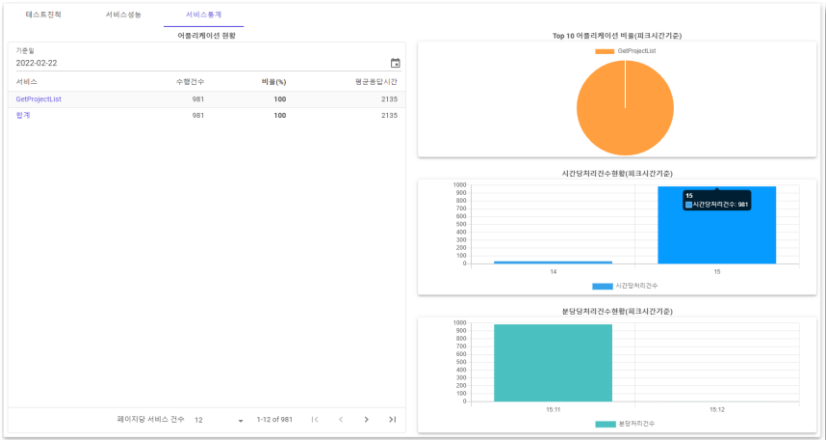 테스트진척 서비스성능 서비스통계
어플리케이션 현황
기준일
2022-02-22
서비스 수행건수 비율(%) 평균응답시간
GetProjectList 981 100 2135
합계 981 100 2135
페이지당 서비스 건수 12 1-12 of 981
Top 10 어플리케이션 비율(피크시간기준)
GetProjectList
시간당처리건수현황(피크시간기준)
1000
900
800
700
600
500
400
300
200
100
0
15
시간당처리건수: 981
14 15
시간당처리건수
분당당처리건수현황(피크시간기준)
1000
900
800
700
600
500
400
300
200
100
0
15:11 15:12
분당처리건수